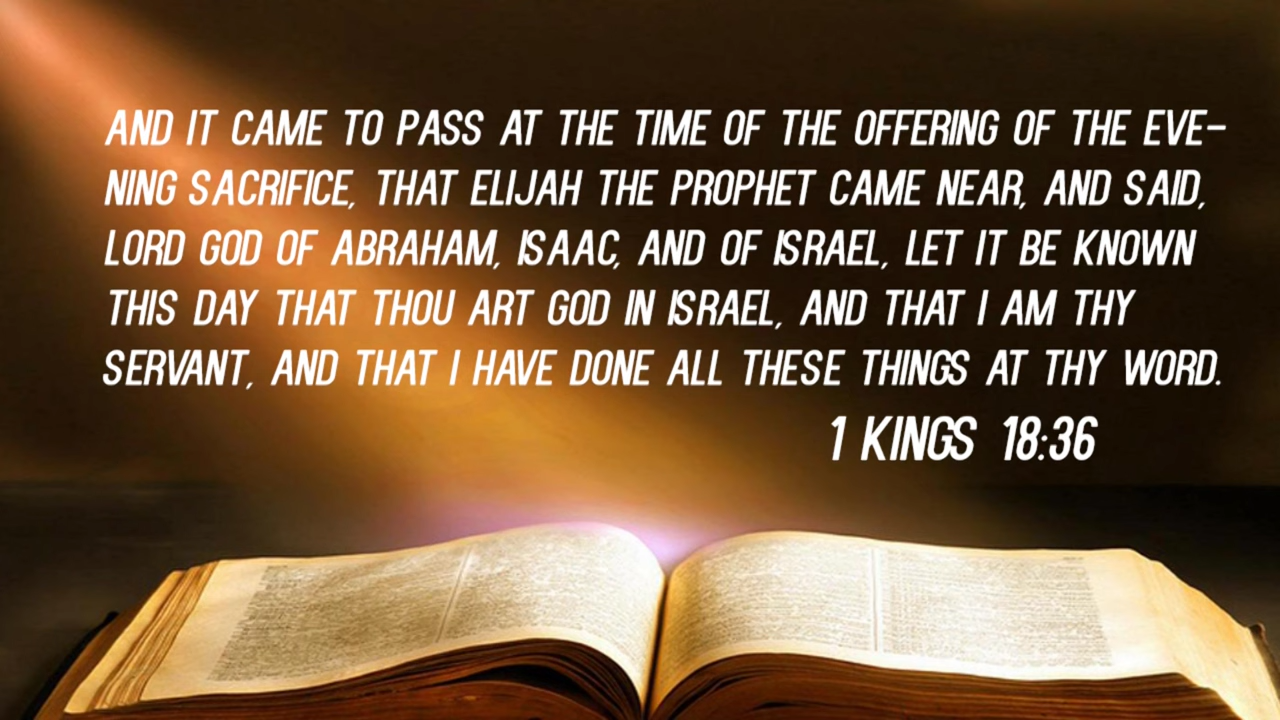 AND IT CAME TO PASS AT THE TIME OF THE OFFERING OF THE EVE-
NING SACRIFICE, THAT ELIJAH THE PROPHET CAME NEAR, AND SAID,
LORD GOD OF ABRAHAM, ISAAC, AND OF ISRAEL, LET IT BE KNOWN
THIS DAY THAT THOU ART GOD IN ISRAEL, AND THAT I AM THY
SERVANT, AND THAT I HAVE DONE ALL THESE THINGS AT THY WORD.
1 KINGS 18:36